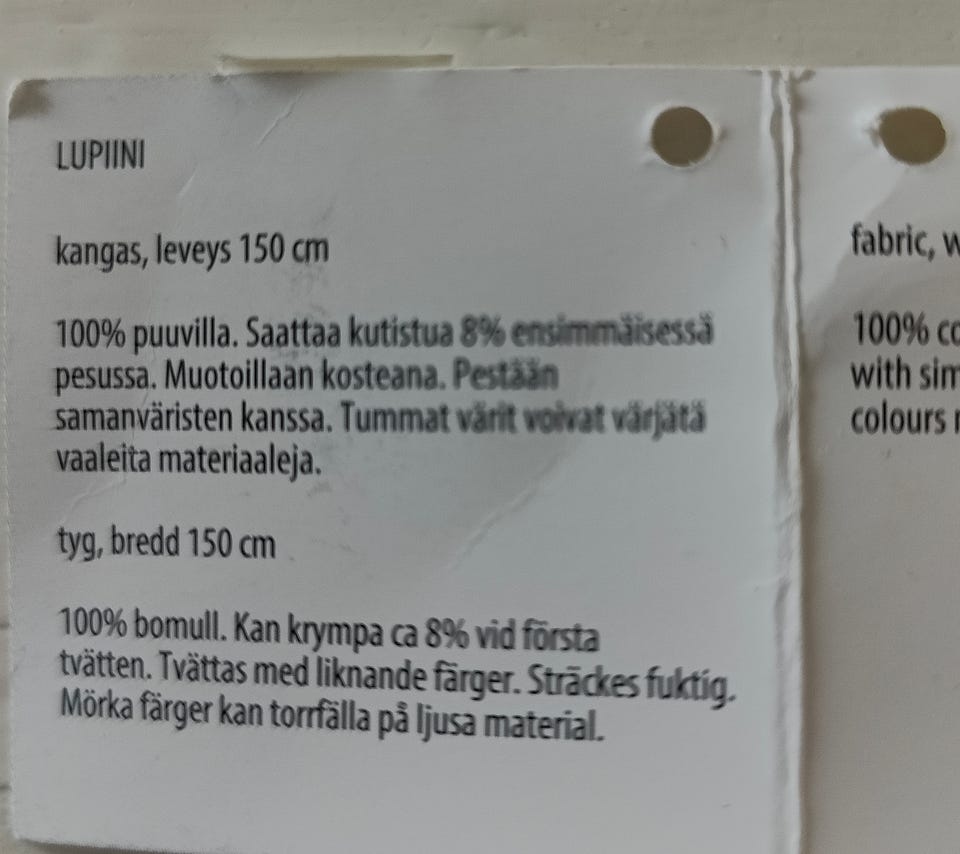 LUPIINI
kangas, leveys 150 cm
100% puuvilla. Saattaa kutistua 8% ensimmäisessä
pesussa. Muotoillaan kosteana. Pestään
samanväristen kanssa. Tummat värit voivat värjätä
vaaleita materiaaleja.
tyg, bredd 150 cm
100% bomull. Kan krympa ca 8% vid första
tvätten. Tvättas med liknande färger. Sträckes fuktig.
Mörka färger kan torrfälla på ljusa material.
fabric,
100%
with
colours